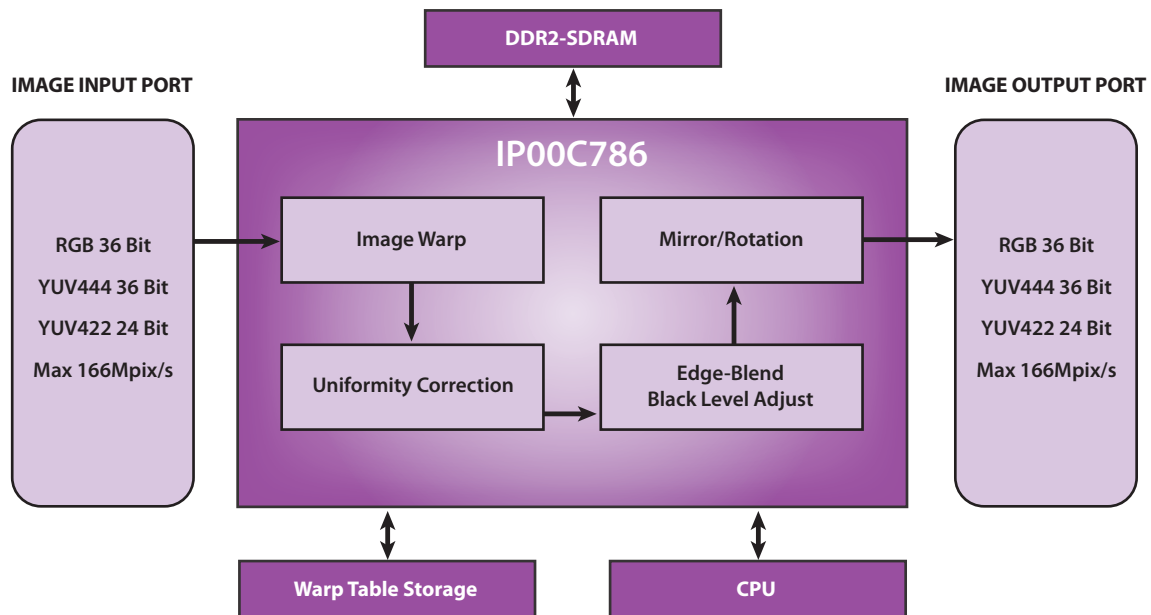 DDR2-SDRAM
IMAGE INPUT PORT
IMAGE OUTPUT PORT
IP00C786
RGB 36 Bit
YUV444 36 Bit
YUV422 24 Bit
Max 166Mpix/s
Image Warp
Mirror/Rotation
Uniformity Correction
Edge-Blend
Black Level Adjust
RGB 36 Bit
YUV444 36 Bit
YUV422 24 Bit
Max 166Mpix/s
Warp Table Storage
CPU